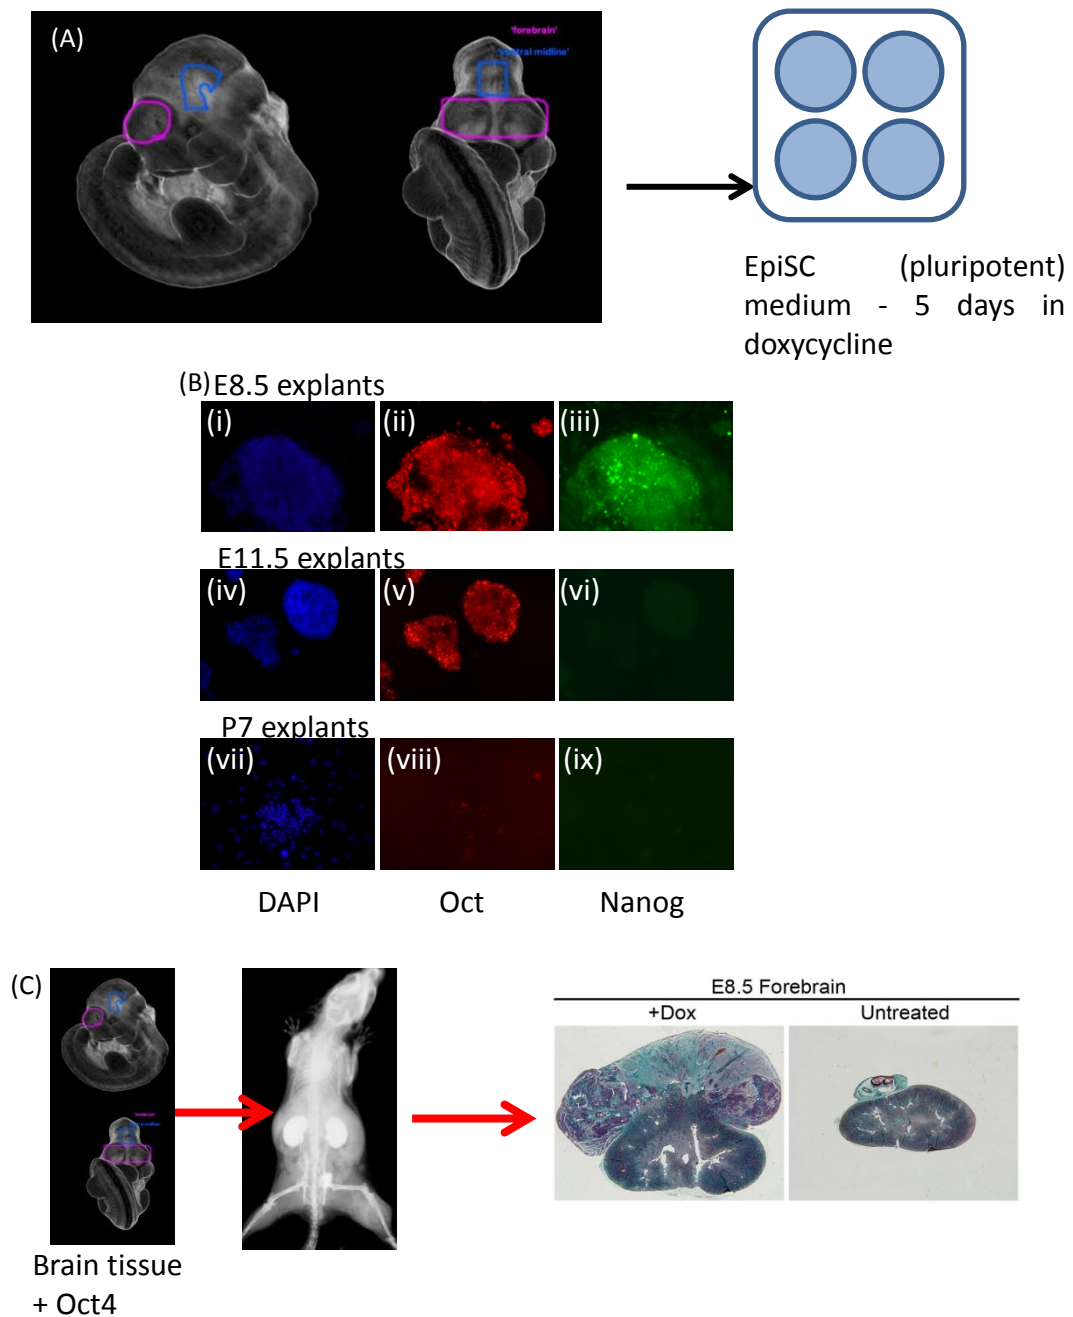 (A)
'forebrain'
'ventral midline'
EpiSC (pluripotent)
medium - 5 days in
doxycycline
(B) E8.5 explants
(i) (ii) (iii)
E11.5 explants
(iv) (v) (vi)
P7 explants
(vii) (viii) (ix)
DAPI Oct Nanog
(C)
E8.5 Forebrain
+Dox Untreated
Brain tissue
+ Oct4